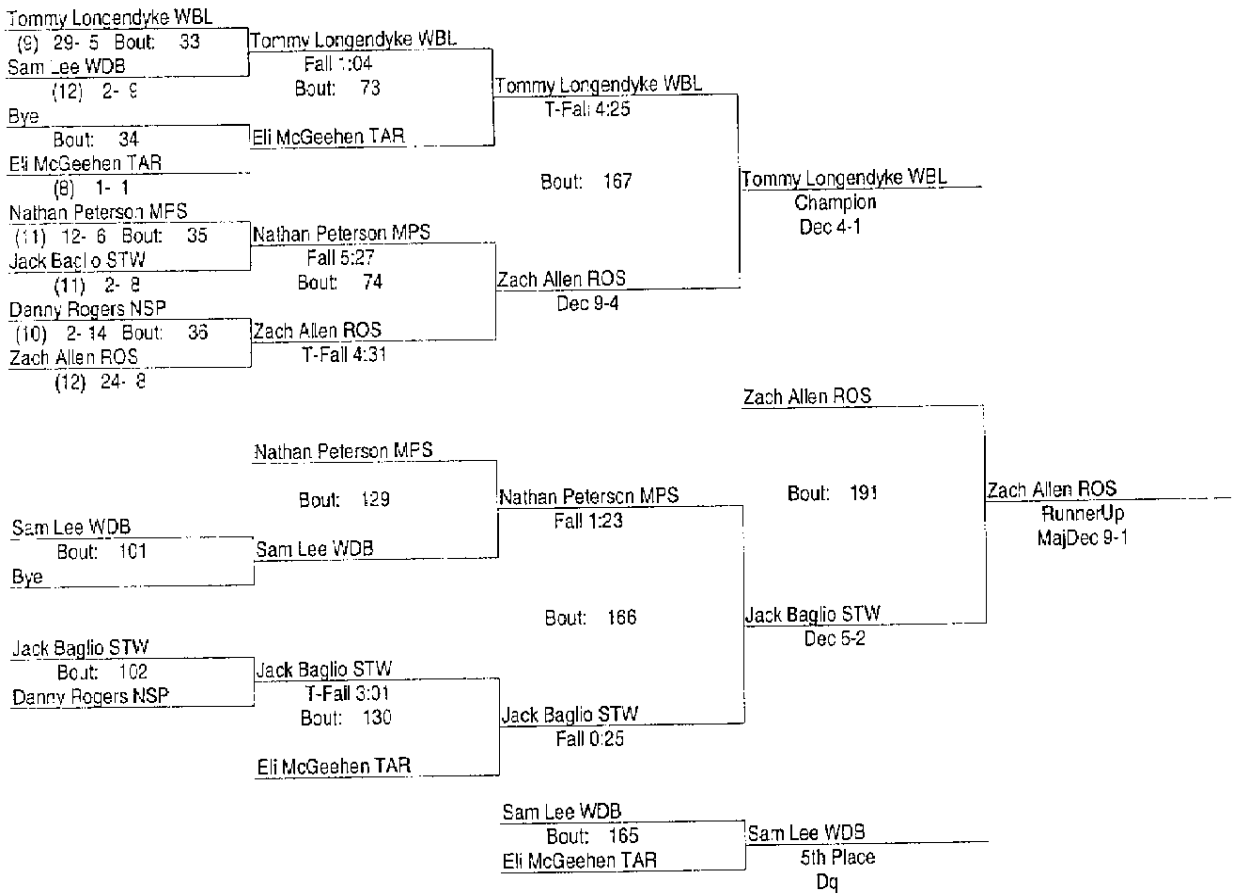 Tommy Longendyke WBL
(9) 29- 5 Bout: 33
Sam Lee WDB
(12) 2- 9
Bye
Bout: 34
Eli McGeehen TAR
(8) 1- 1
Nathan Peterson MPS
(11) 12- 6 Bout: 35
Jack Baglio STW
(11) 2- 8
Danny Rogers NSP
(10) 2- 14 Bout: 36
Zach Allen ROS
(12) 24- 8
Tommy Longendyke WBL
Fall 1:04
Bout: 73
Eli McGeehen TAR
Nathan Peterson MPS
Fall 5:27
Bout: 74
Zach Allen ROS
T-Fall 4:31
Tommy Longendyke WBL
T-Fall 4:25
Bout: 167
Zach Allen ROS
Dec 9-4
Tommy Longendyke WBL
Champion
Dec 4-1
Sam Lee WDB
Bout: 101
Bye
Jack Baglio STW
Bout: 102
Danny Rogers NSP
Nathan Peterson MPS
Bout: 129
Sam Lee WDB
Jack Baglio STW
T-Fall 3:01
Bout: 130
Eli McGeehen TAR
Nathan Peterson MPS
Fall 1:23
Bout: 166
Jack Baglio STW
Fall 0:25
Zach Allen ROS
Bout: 191
Jack Baglio STW
Dec 5-2
Zach Allen ROS
RunnerUp
MajDec 9-1
Sam Lee WDB
Bout: 165
Eli McGeehen TAR
Sam Lee WDB
5th Place
Dq